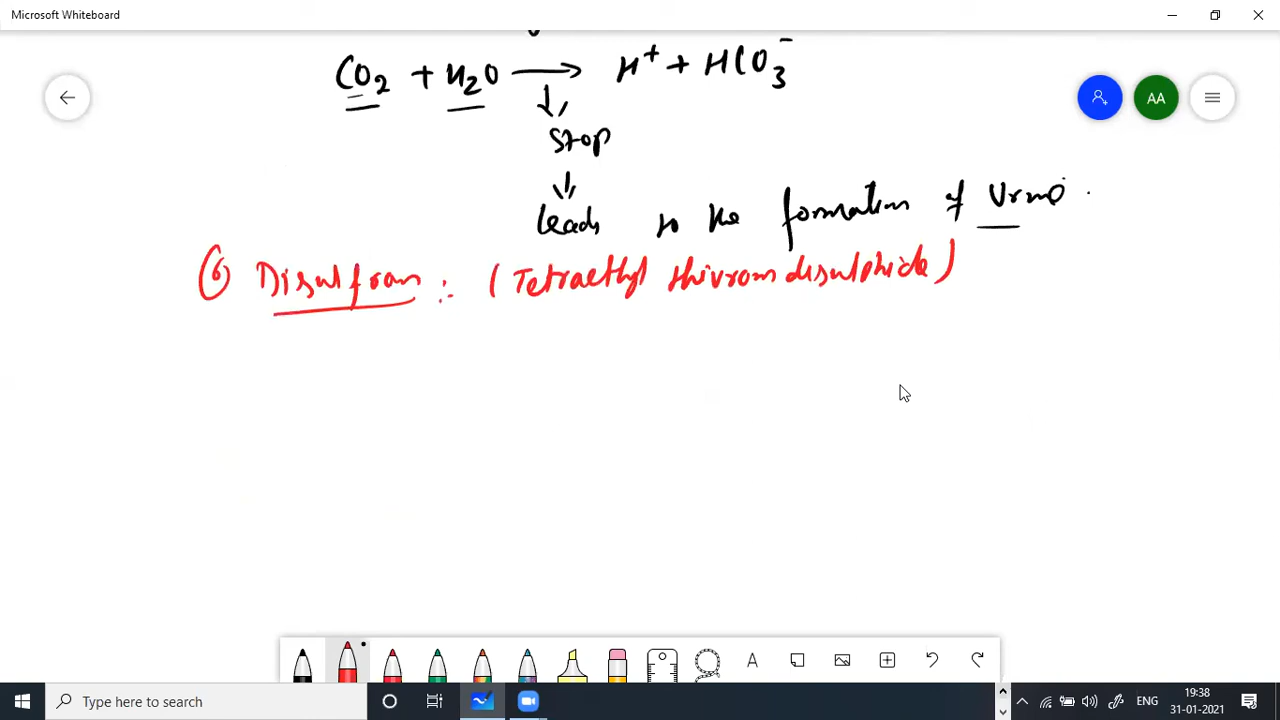 Microsoft Whiteboard
CO2 + H2O → H+ + HCO3-
AA
Stop
Leads to the formation of Urine.
6 Disulfram : (Tetraethyl thiuram disulphide)
A
Type here to search
ENG
19:38
31-01-2021